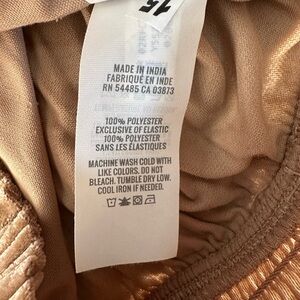 MADE IN INDIA
FABRIQUÉ EN INDE
RN 54485 CA 03873
100% POLYESTER
EXCLUSIVE OF ELASTIC
100% POLYESTER
SANS LES ÉLASTIQUES
MACHINE WASH COLD WITH
LIKE COLORS. DO NOT
BLEACH. TUMBLE DRY LOW.
COOL IRON IF NEEDED.